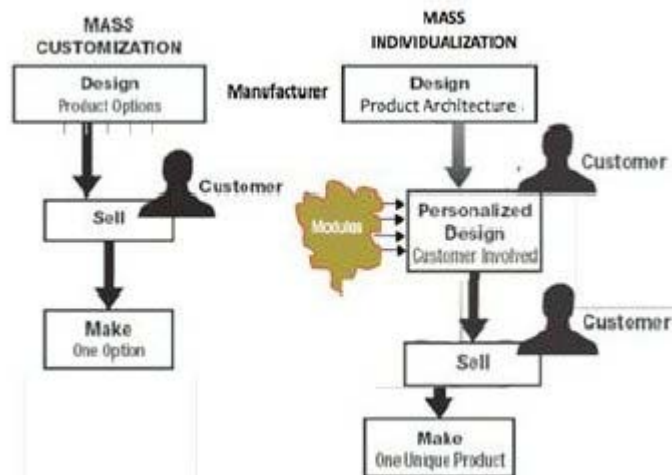 MASS
CUSTOMIZATION
Design
Product Options
Customer
Sell
Make
One Option
Manufacturer
MASS
INDIVIDUALIZATION
Design
Product Architecture
Customer
Modules
Personalized
Design
Customer Involved
Customer
Sell
Make
One Unique Product